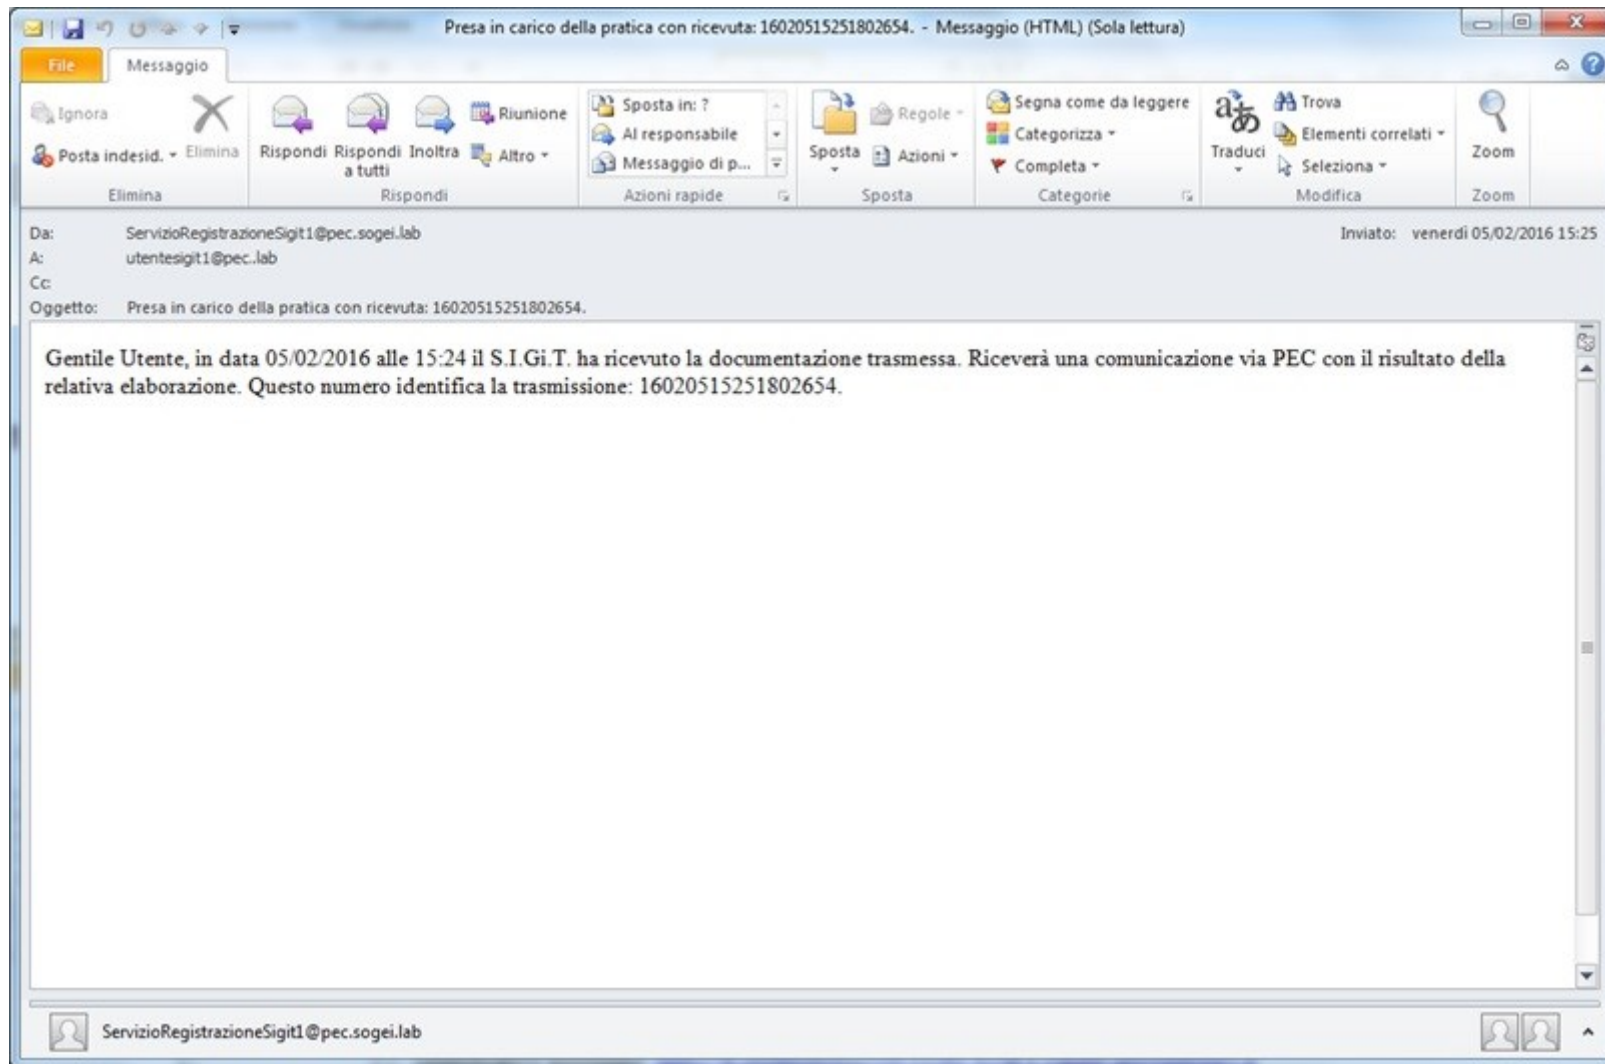 Presa in carico della pratica con ricevuta: 16020515251802654. - Messaggio (HTML) (Sola lettura)
File Messaggio
Ignora
Posta indesid. Elimina
Elimina
Rispondi Rispondi a tutti Inoltra
Riunione
Altro
Rispondi
Sposta in: ?
Al responsabile
Messaggio di p...
Azioni rapide
Sposta
Regole
Azioni
Sposta
Segna come da leggere
Categorizza
Completa
Categorie
Traduci
Trova
Elementi correlati
Seleziona
Modifica
Zoom
Zoom
Da: ServizioRegistrazioneSigit1@pec.sogei.lab Inviato: venerdì 05/02/2016 15:25
A: utentesigit1@pec.lab
Cc:
Oggetto: Presa in carico della pratica con ricevuta: 16020515251802654.
Gentile Utente, in data 05/02/2016 alle 15:24 il S.I.Gi.T. ha ricevuto la documentazione trasmessa. Riceverà una comunicazione via PEC con il risultato della
relativa elaborazione. Questo numero identifica la trasmissione: 16020515251802654.
ServizioRegistrazioneSigit1@pec.sogei.lab